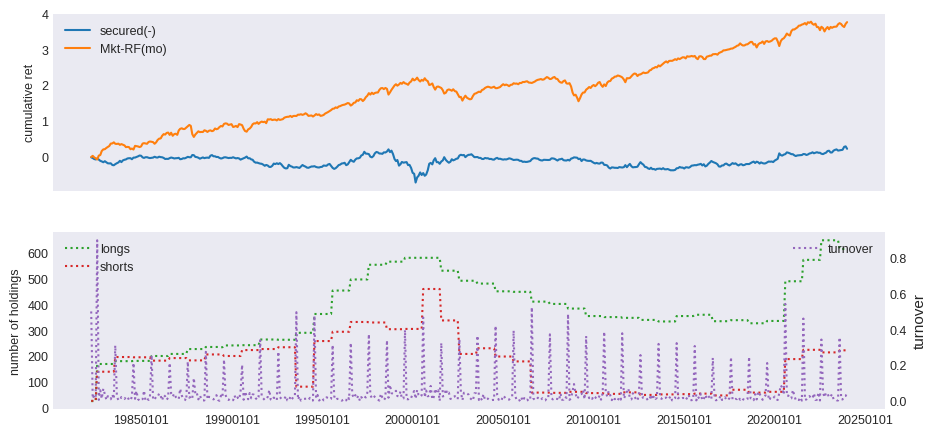 4
3
2
1
0
cumulative ret
secured(-)
Mkt-RF(mo)
600
500
400
300
200
100
0
number of holdings
longs
shorts
turnover
0.8
0.6
0.4
0.2
0.0
turnover
19850101 19900101 19950101 20000101 20050101 20100101 20150101 20200101 20250101